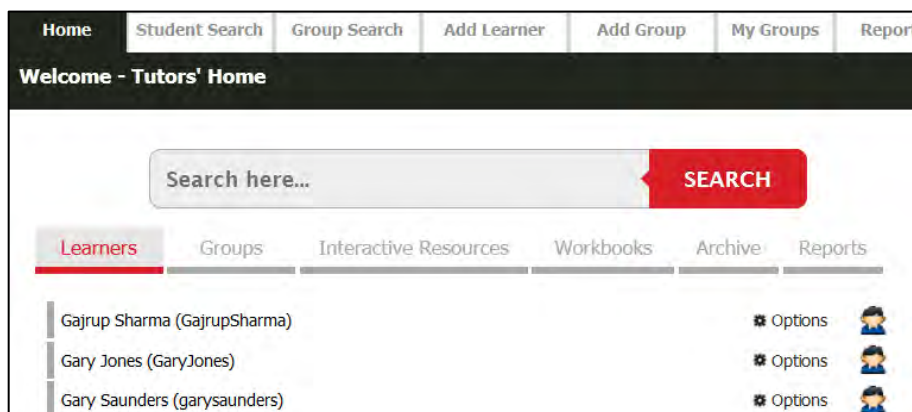 Home Student Search Group Search Add Learner Add Group My Groups Report
Welcome - Tutors' Home
Search here... SEARCH
Learners Groups Interactive Resources Workbooks Archive Reports
Gajrup Sharma (GajrupSharma) Options
Gary Jones (GaryJones) Options
Gary Saunders (garysaunders) Options